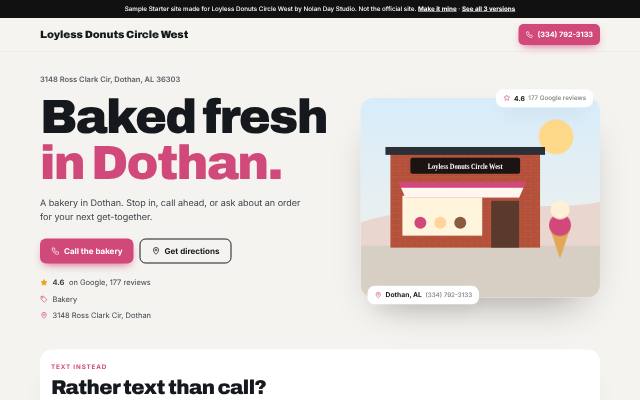 Sample Starter site made for Loyless Donuts Circle West by Nolan Day Studio. Not the official site. Make it mine · See all 3 versions
Loyless Donuts Circle West
(334) 792-3133
3148 Ross Clark Cir, Dothan, AL 36303
Baked fresh
in Dothan.
A bakery in Dothan. Stop in, call ahead, or ask about an order
for your next get-together.
Call the bakery
Get directions
4.6 on Google, 177 reviews
Bakery
3148 Ross Clark Cir, Dothan
4.6 177 Google reviews
Loyless Donuts Circle West
Dothan, AL (334) 792-3133
TEXT INSTEAD
Rather text than call?